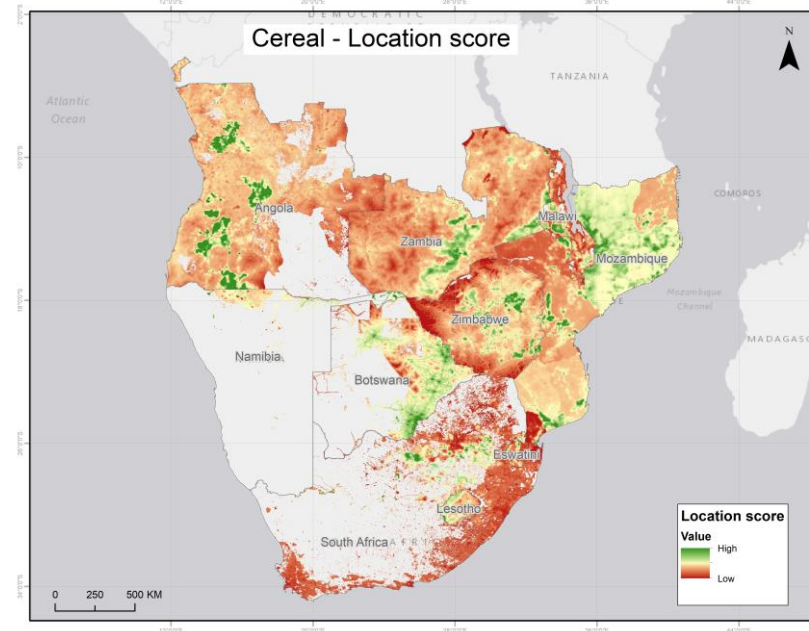 DEMOCRATIC
Cereal - Location score
N
TANZANIA
Atlantic
Ocean
COMOROS
Angola
Malawi
Zambia
Mozambique
Mozambique
Channel
Zimbabwe
MADAGASC
Namibia
Botswana
Eswatini
Lesotho
South Africa
Location score
Value
High
Low
0 250 500 KM